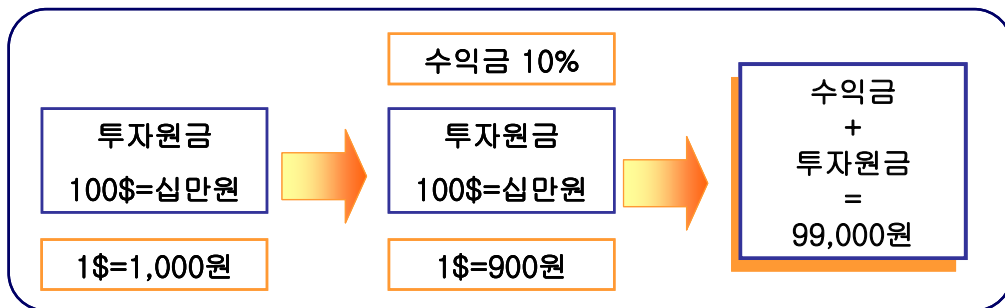 투자원금
100$=십만원
1$=1,000원
수익금 10%
투자원금
100$=십만원
1$=900원
수익금
+
투자원금
=
99,000원